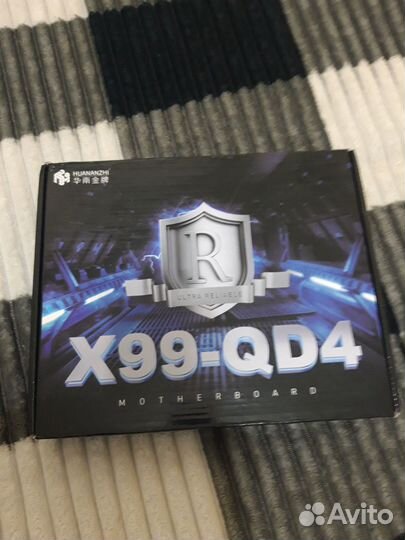 HUANANZHI
华南金牌
R
ULTRA RELIABLE
X99-QD4
MOTHERBOARD
Avito